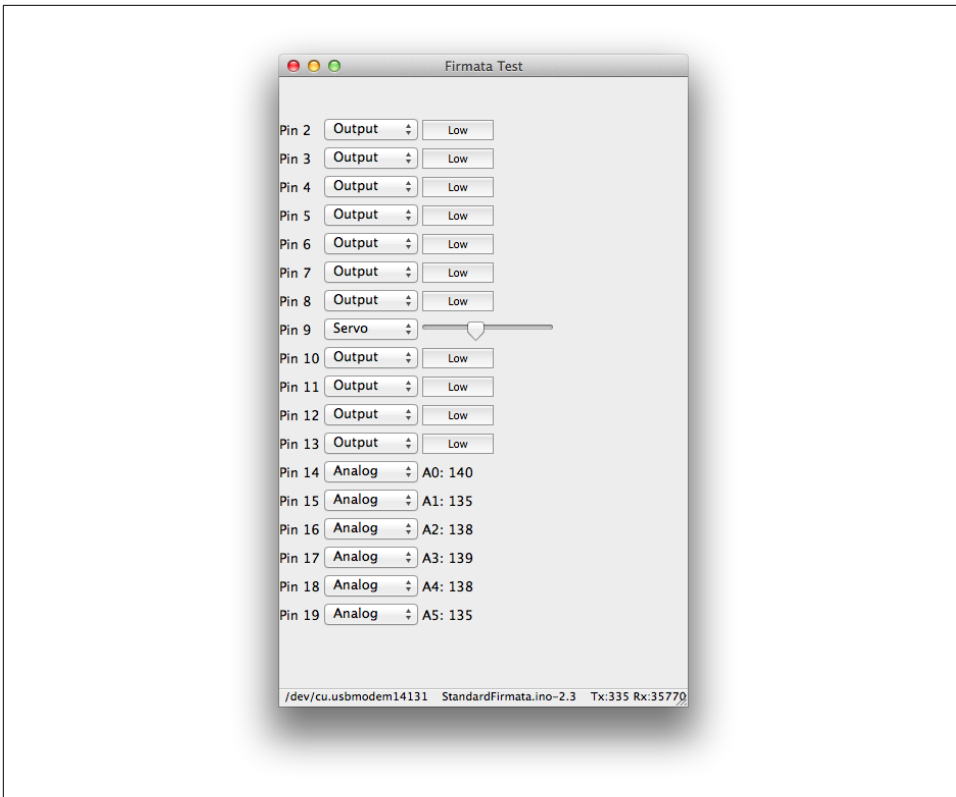 Firmata Test
Pin 2 Output Low
Pin 3 Output Low
Pin 4 Output Low
Pin 5 Output Low
Pin 6 Output Low
Pin 7 Output Low
Pin 8 Output Low
Pin 9 Servo
Pin 10 Output Low
Pin 11 Output Low
Pin 12 Output Low
Pin 13 Output Low
Pin 14 Analog A0: 140
Pin 15 Analog A1: 135
Pin 16 Analog A2: 138
Pin 17 Analog A3: 139
Pin 18 Analog A4: 138
Pin 19 Analog A5: 135
/dev/cu.usbmodem14131 StandardFirmata.ino-2.3 Tx:335 Rx:35770